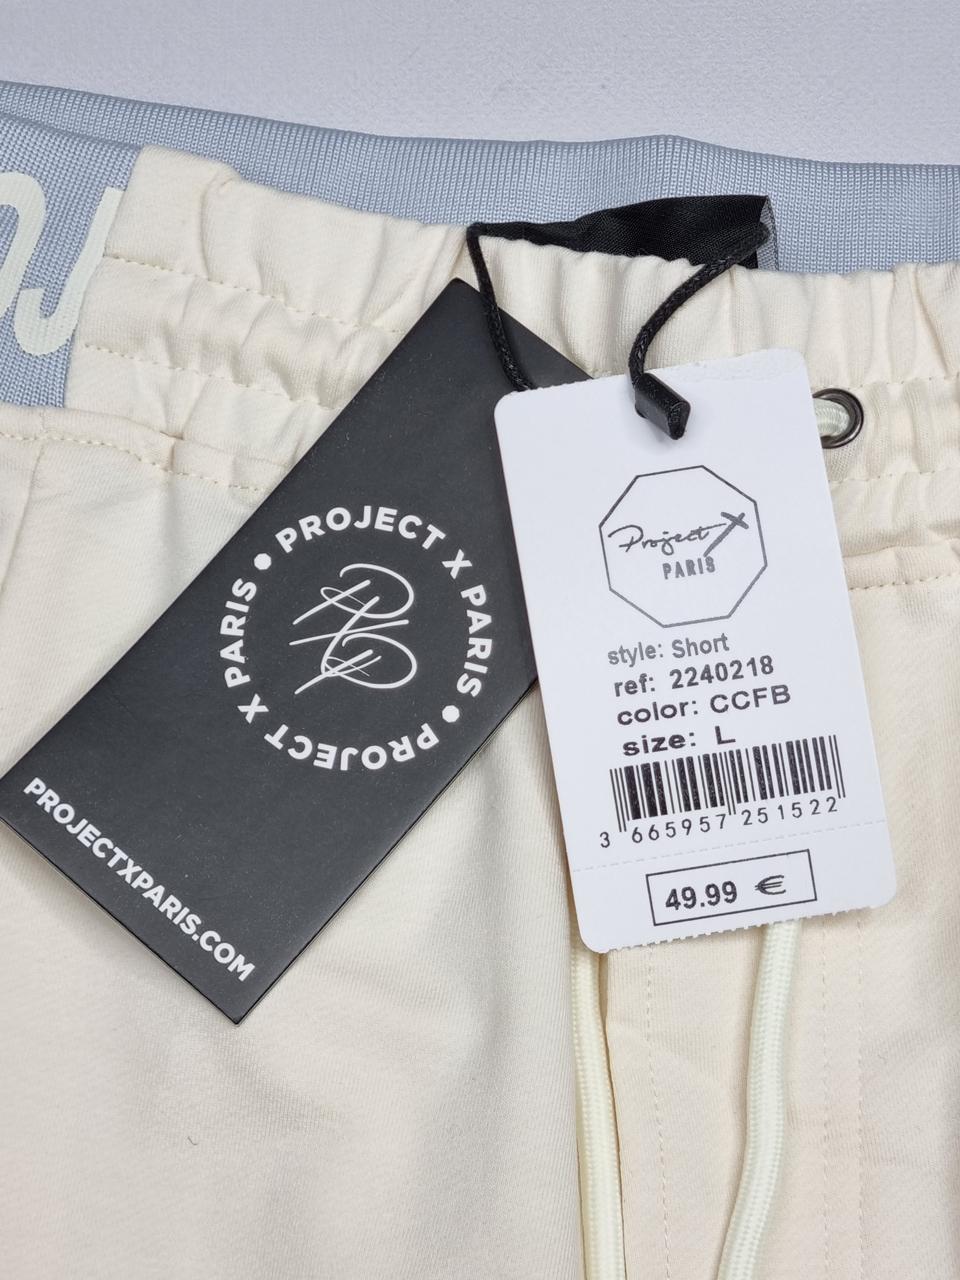 PROJECT X PARIS • PROJECT X PARIS •
PROJECTXPARIS.COM
Project X
PARIS
style: Short
ref: 2240218
color: CCFB
size: L
3 665957 251522
49.99 €